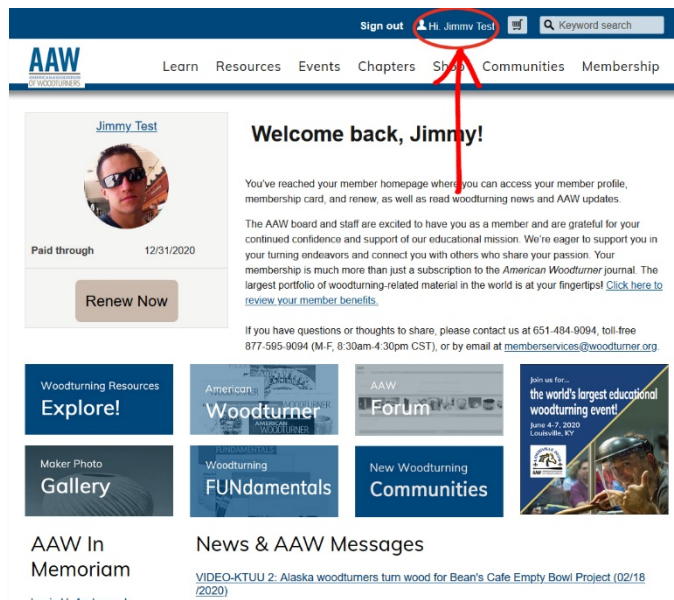 Sign out Hi. Jimmy Test Keyword search
AAW
OF WOODTURNERS
Learn Resources Events Chapters Shop Communities Membership
Jimmy Test
Paid through 12/31/2020
Renew Now
Welcome back, Jimmy!
You've reached your member homepage where you can access your member profile,
membership card, and renew, as well as read woodturning news and AAW updates.
The AAW board and staff are excited to have you as a member and are grateful for your
continued confidence and support of our educational mission. We're eager to support you in
your turning endeavors and connect you with others who share your passion. Your
membership is much more than just a subscription to the American Woodturner journal. The
largest portfolio of woodturning-related material in the world is at your fingertips! Click here to
review your member benefits.
If you have questions or thoughts to share, please contact us at 651-484-9094, toll-free
877-595-9094 (M-F, 8:30am-4:30pm CST), or by email at memberservices@woodturner.org.
Woodturning Resources
Explore!
American
Woodturner
AMERICAN
WOODTURNER
AAW
Forum
Join us for...
the world's largest educational
woodturning event!
June 4-7, 2020
Louisville, KY
Maker Photo
Gallery
FUNDAMENTALS
Woodturning
FUNdamentals
New Woodturning
Communities
AAW In
Memoriam
News & AAW Messages
VIDEO-KTUU 2: Alaska woodturners turn wood for Bean's Cafe Empty Bowl Project (02/18
/2020)